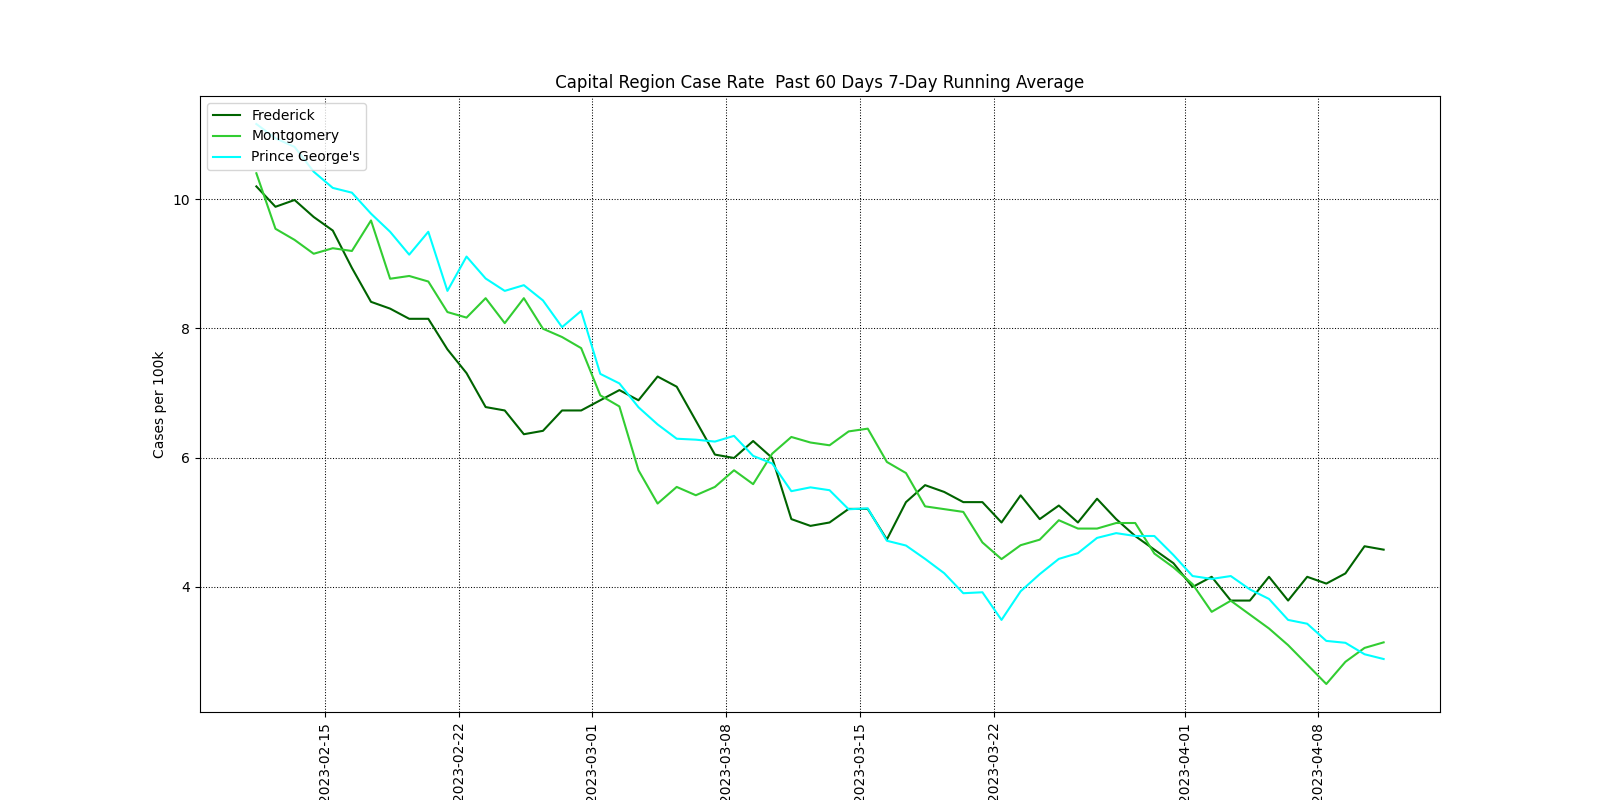 Capital Region Case Rate  Past 60 Days 7-Day Running Average
Frederick
Montgomery
Prince George's
Cases per 100k
10
8
6
4
2023-02-15
2023-02-22
2023-03-01
2023-03-08
2023-03-15
2023-03-22
2023-04-01
2023-04-08